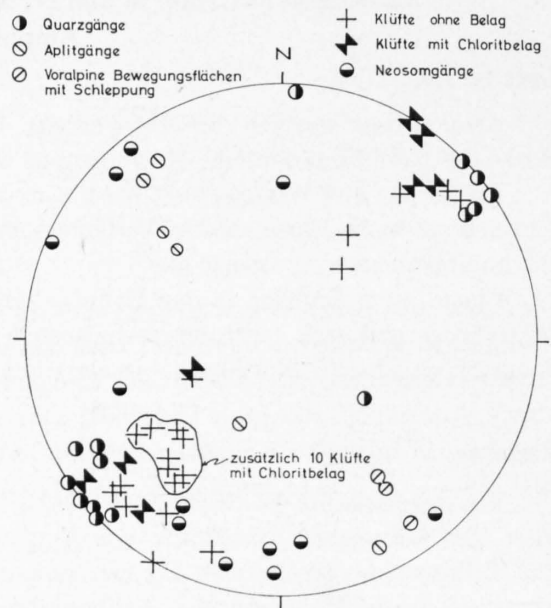 Quarzgänge
Aplitgänge
Voralpine Bewegungsflächen
mit Schleppung
Klüfte ohne Belag
Klüfte mit Chloritbelag
Neosomgänge
N
zusätzlich 10 Klüfte
mit Chloritbelag